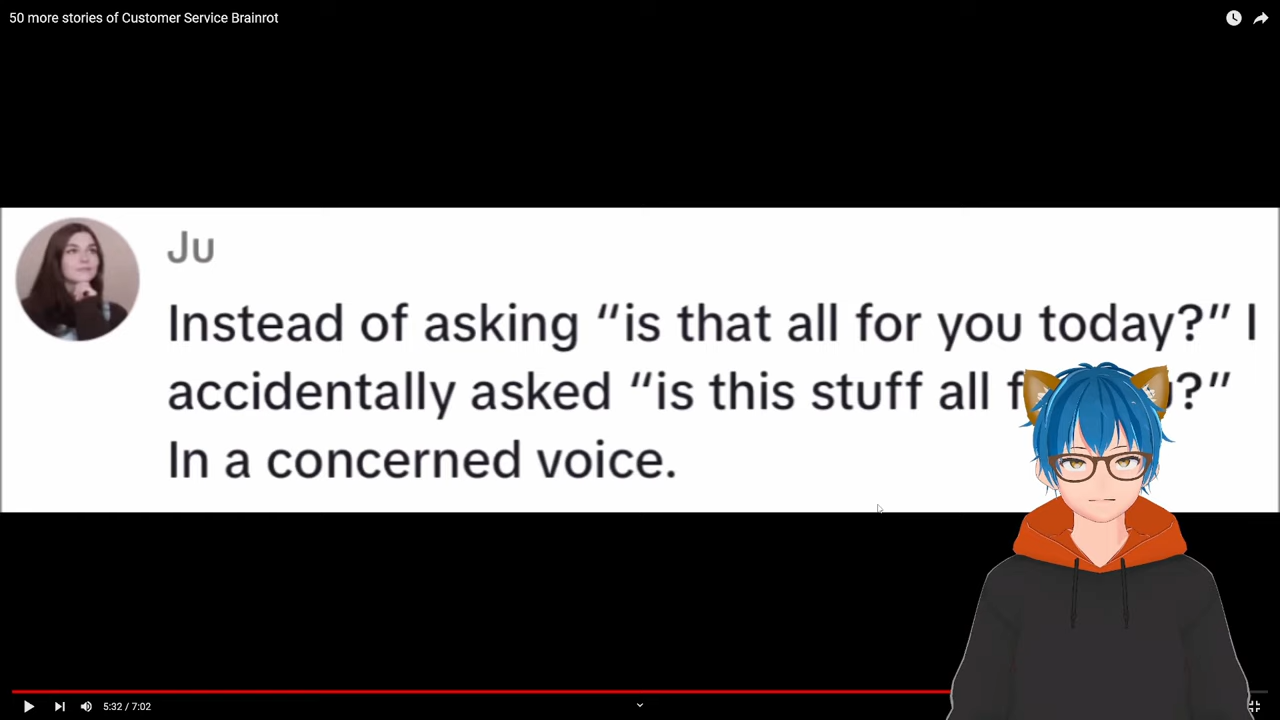 50 more stories of Customer Service Brainrot
Ju
Instead of asking “is that all for you today?” I
accidentally asked “is this stuff all f ?”
In a concerned voice.
5:32 / 7:02